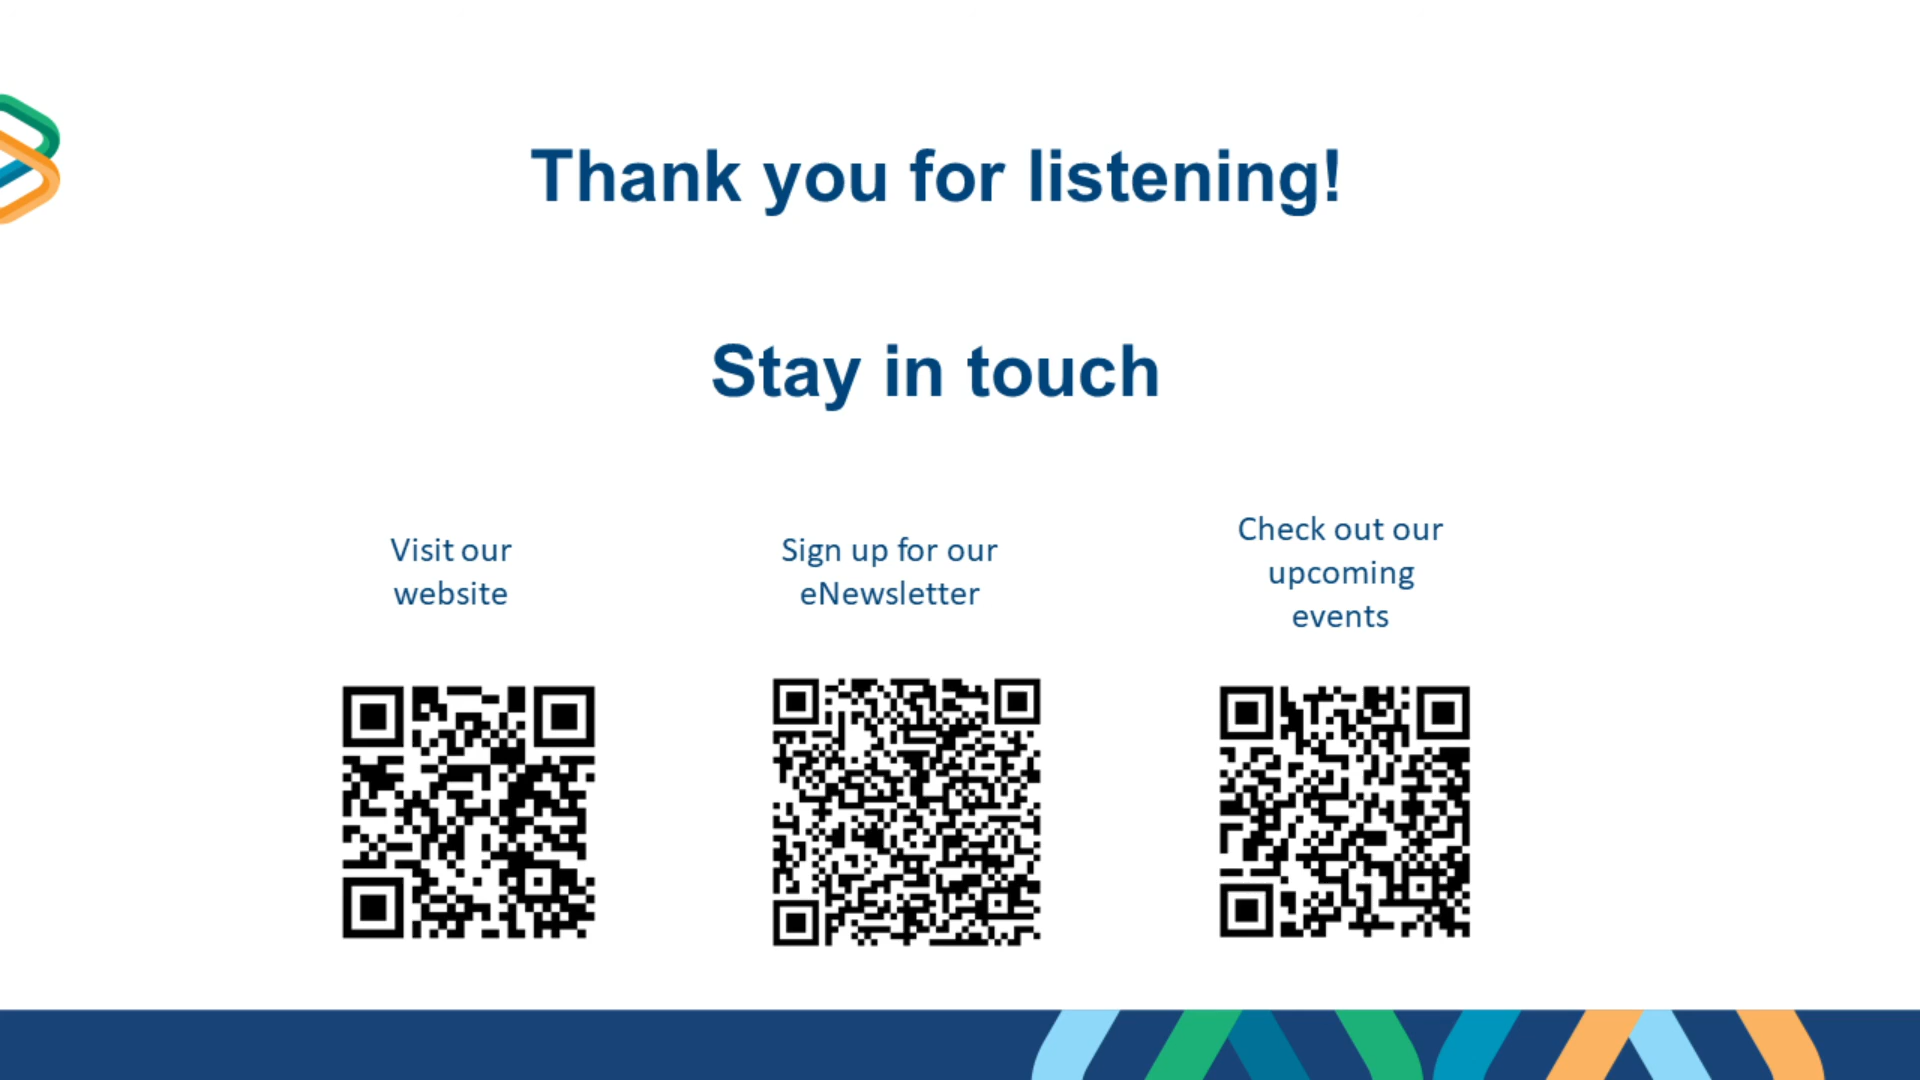 Thank you for listening!
Stay in touch
Visit our
website
Sign up for our
eNewsletter
Check out our
upcoming
events